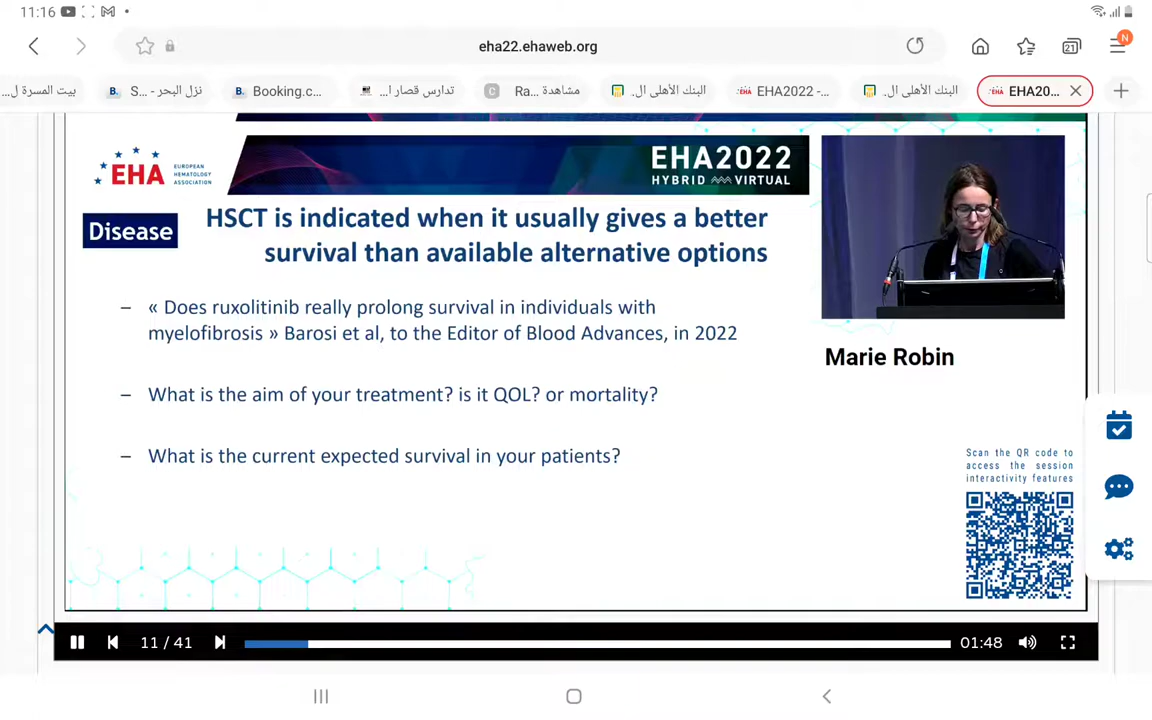 11:16
eha22.ehaweb.org
21
N
بيت المسرة ل...
B. S... - نزل البحر
B. Booking.c...
تدارس قصار ا...
C Ra... مشاهدة
البنك الأهلي ال...
EHA EHA2022 -...
البنك الأهلي ال...
EHA EHA20...
EHA EUROPEAN HEMATOLOGY ASSOCIATION
EHA2022
HYBRID VIRTUAL
Disease
HSCT is indicated when it usually gives a better
survival than available alternative options
– « Does ruxolitinib really prolong survival in individuals with
myelofibrosis » Barosi et al, to the Editor of Blood Advances, in 2022
– What is the aim of your treatment? is it QOL? or mortality?
– What is the current expected survival in your patients?
Marie Robin
Scan the QR code to
access the session
interactivity features
11 / 41
01:48